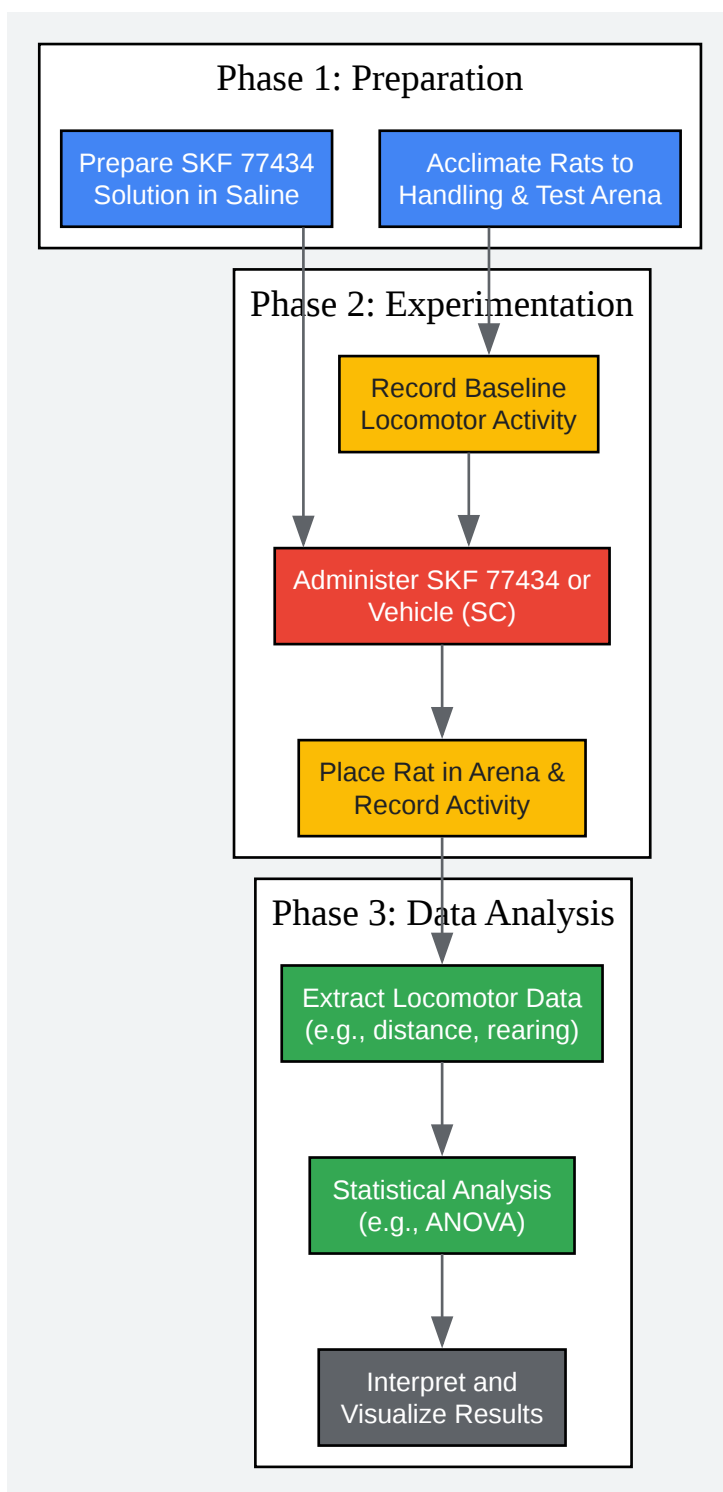 Phase 1: Preparation
Prepare SKF 77434
Solution in Saline
Acclimate Rats to
Handling & Test Arena
Phase 2: Experimentation
Record Baseline
Locomotor Activity
Administer SKF 77434 or
Vehicle (SC)
Place Rat in Arena &
Record Activity
Phase 3: Data Analysis
Extract Locomotor Data
(e.g., distance, rearing)
Statistical Analysis
(e.g., ANOVA)
Interpret and
Visualize Results